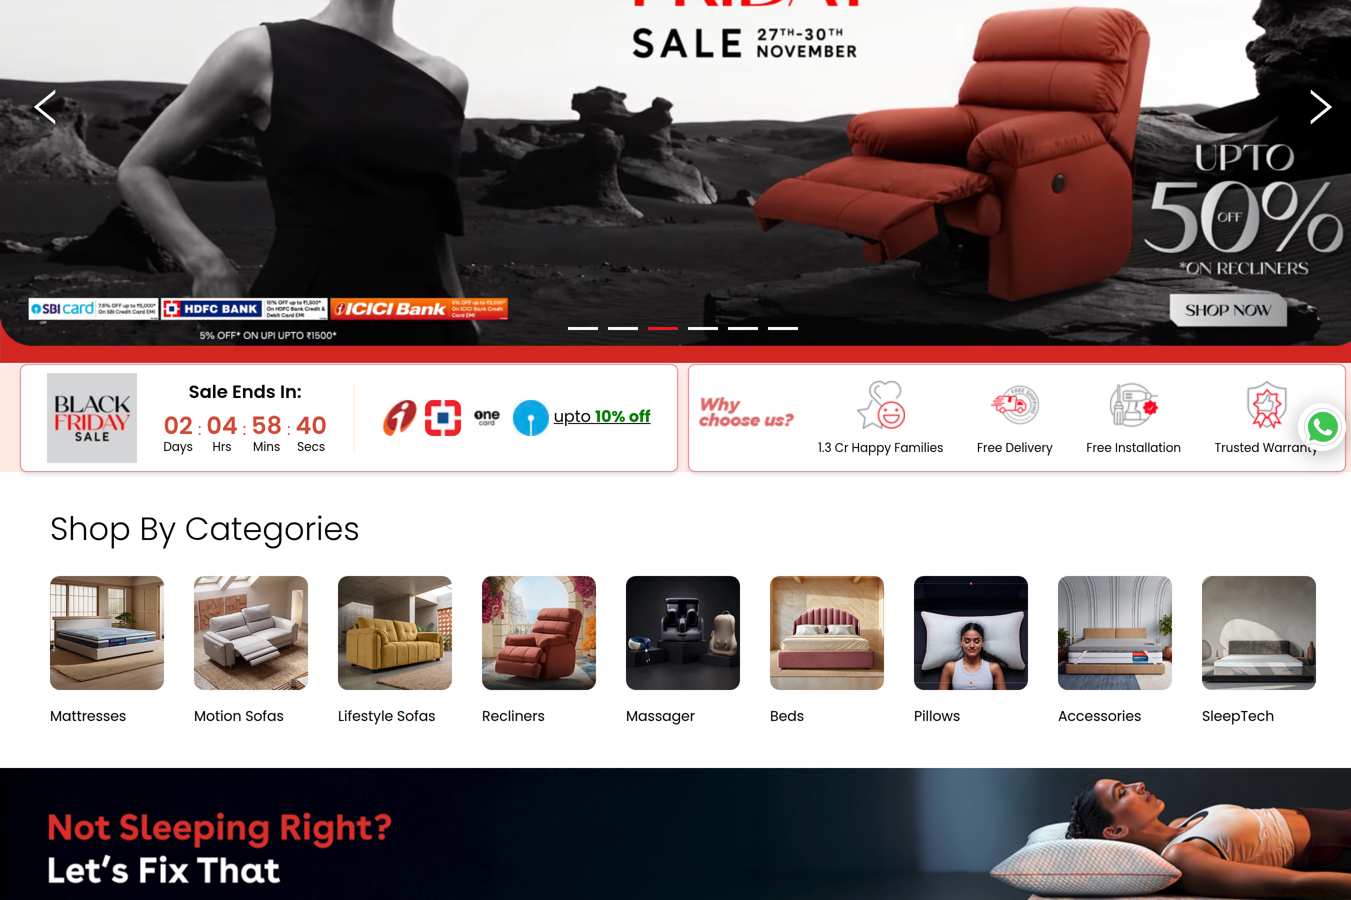 FRIDAY
SALE 27TH-30TH NOVEMBER
UPTO
50% OFF
*ON RECLINERS
SHOP NOW
SBI card
HDFC BANK
ICICI Bank
5% OFF* ON UPI UPTO ₹1500*
BLACK
FRIDAY
SALE
Sale Ends In:
02 : 04 : 58 : 40
Days Hrs Mins Secs
one
card
upto 10% off
Why
choose us?
1.3 Cr Happy Families
Free Delivery
Free Installation
Trusted Warranty
Shop By Categories
Mattresses
Motion Sofas
Lifestyle Sofas
Recliners
Massager
Beds
Pillows
Accessories
SleepTech
Not Sleeping Right?
Let's Fix That